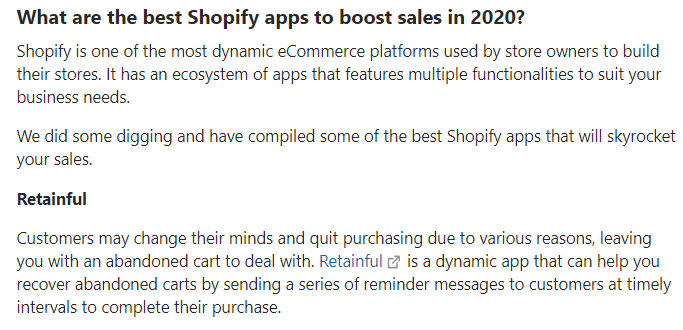 What are the best Shopify apps to boost sales in 2020?
Shopify is one of the most dynamic eCommerce platforms used by store owners to build
their stores. It has an ecosystem of apps that features multiple functionalities to suit your
business needs.
We did some digging and have compiled some of the best Shopify apps that will skyrocket
your sales.
Retainful
Customers may change their minds and quit purchasing due to various reasons, leaving
you with an abandoned cart to deal with. Retainful is a dynamic app that can help you
recover abandoned carts by sending a series of reminder messages to customers at timely
intervals to complete their purchase.